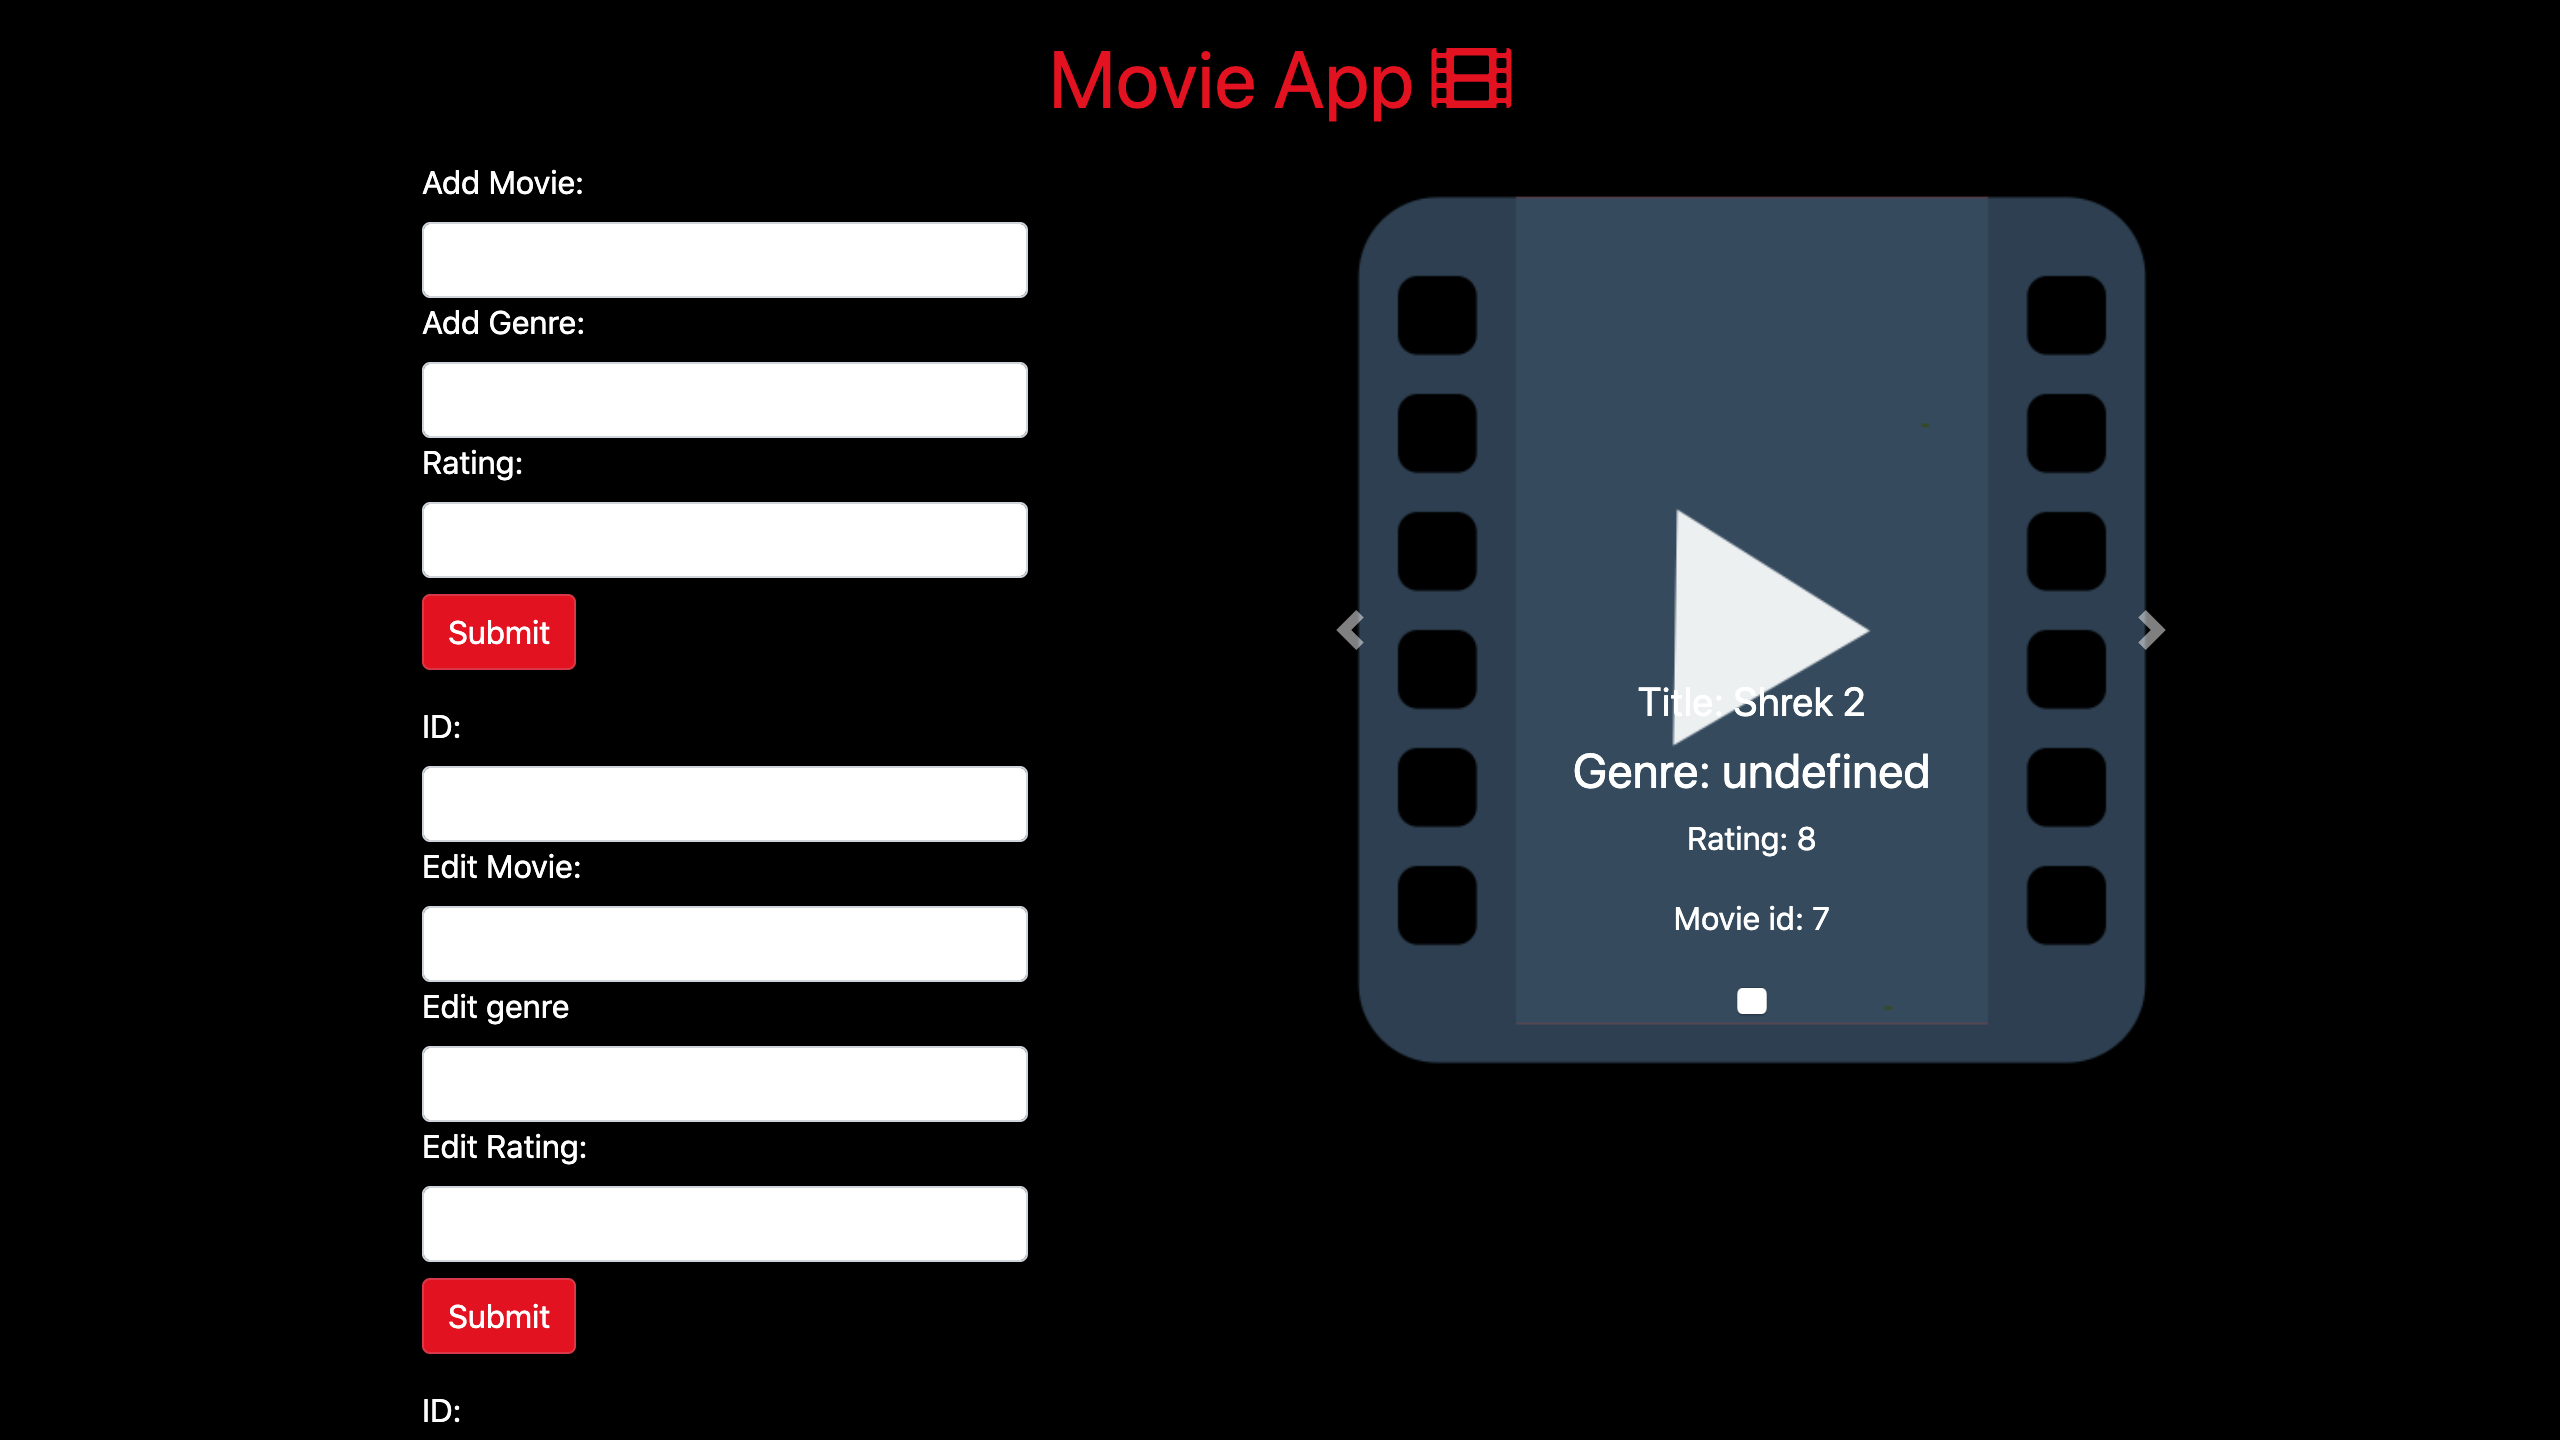 Movie App
Add Movie:
Add Genre:
Rating:
Submit
ID:
Edit Movie:
Edit genre
Edit Rating:
Submit
ID:
Title: Shrek 2
Genre: undefined
Rating: 8
Movie id: 7